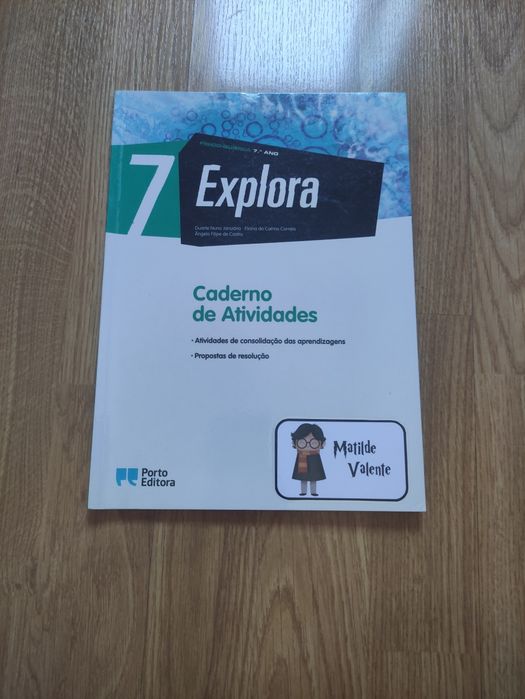 FÍSICO-QUÍMICA 7.º ANO
7
Explora
Duarte Nuno Januário • Eliana do Carmo Correia
Ângelo Filipe de Castro
Caderno
de Atividades
• Atividades de consolidação das aprendizagens
• Propostas de resolução
Matilde
Valente
Porto
Editora